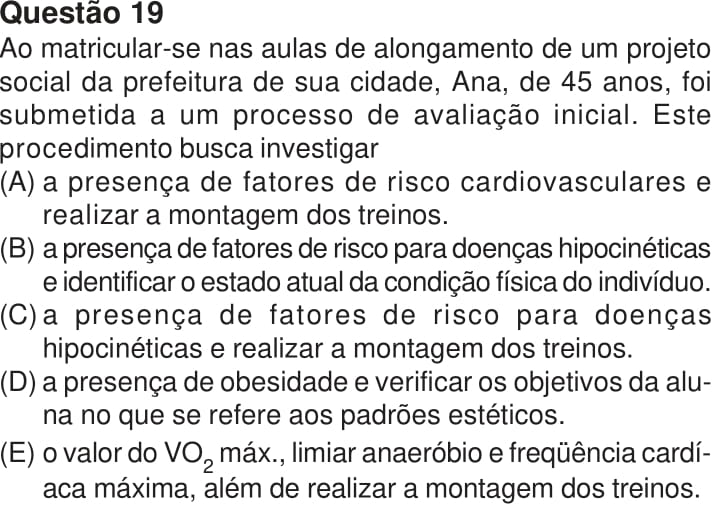 Questão 19
Ao matricular-se nas aulas de alongamento de um projeto
social da prefeitura de sua cidade, Ana, de 45 anos, foi
submetida a um processo de avaliação inicial. Este
procedimento busca investigar
(A) a presença de fatores de risco cardiovasculares e
realizar a montagem dos treinos.
(B) a presença de fatores de risco para doenças hipocinéticas
e identificar o estado atual da condição física do indivíduo.
(C) a presença de fatores de risco para doenças
hipocinéticas e realizar a montagem dos treinos.
(D) a presença de obesidade e verificar os objetivos da alu-
na no que se refere aos padrões estéticos.
(E) o valor do VO₂ máx., limiar anaeróbio e freqüência cardí-
aca máxima, além de realizar a montagem dos treinos.